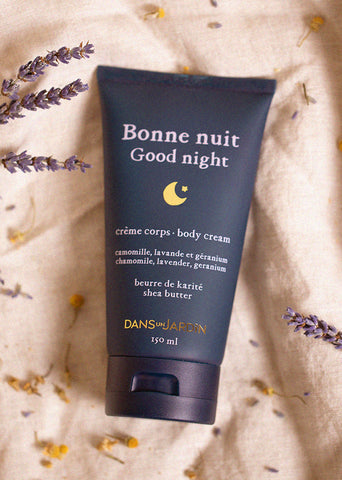 Bonne nuit
Good night
crème corps · body cream
camomille, lavande et géranium
chamomile, lavender, geranium
beurre de karité
shea butter
DANS UN JARDIN
150 ml